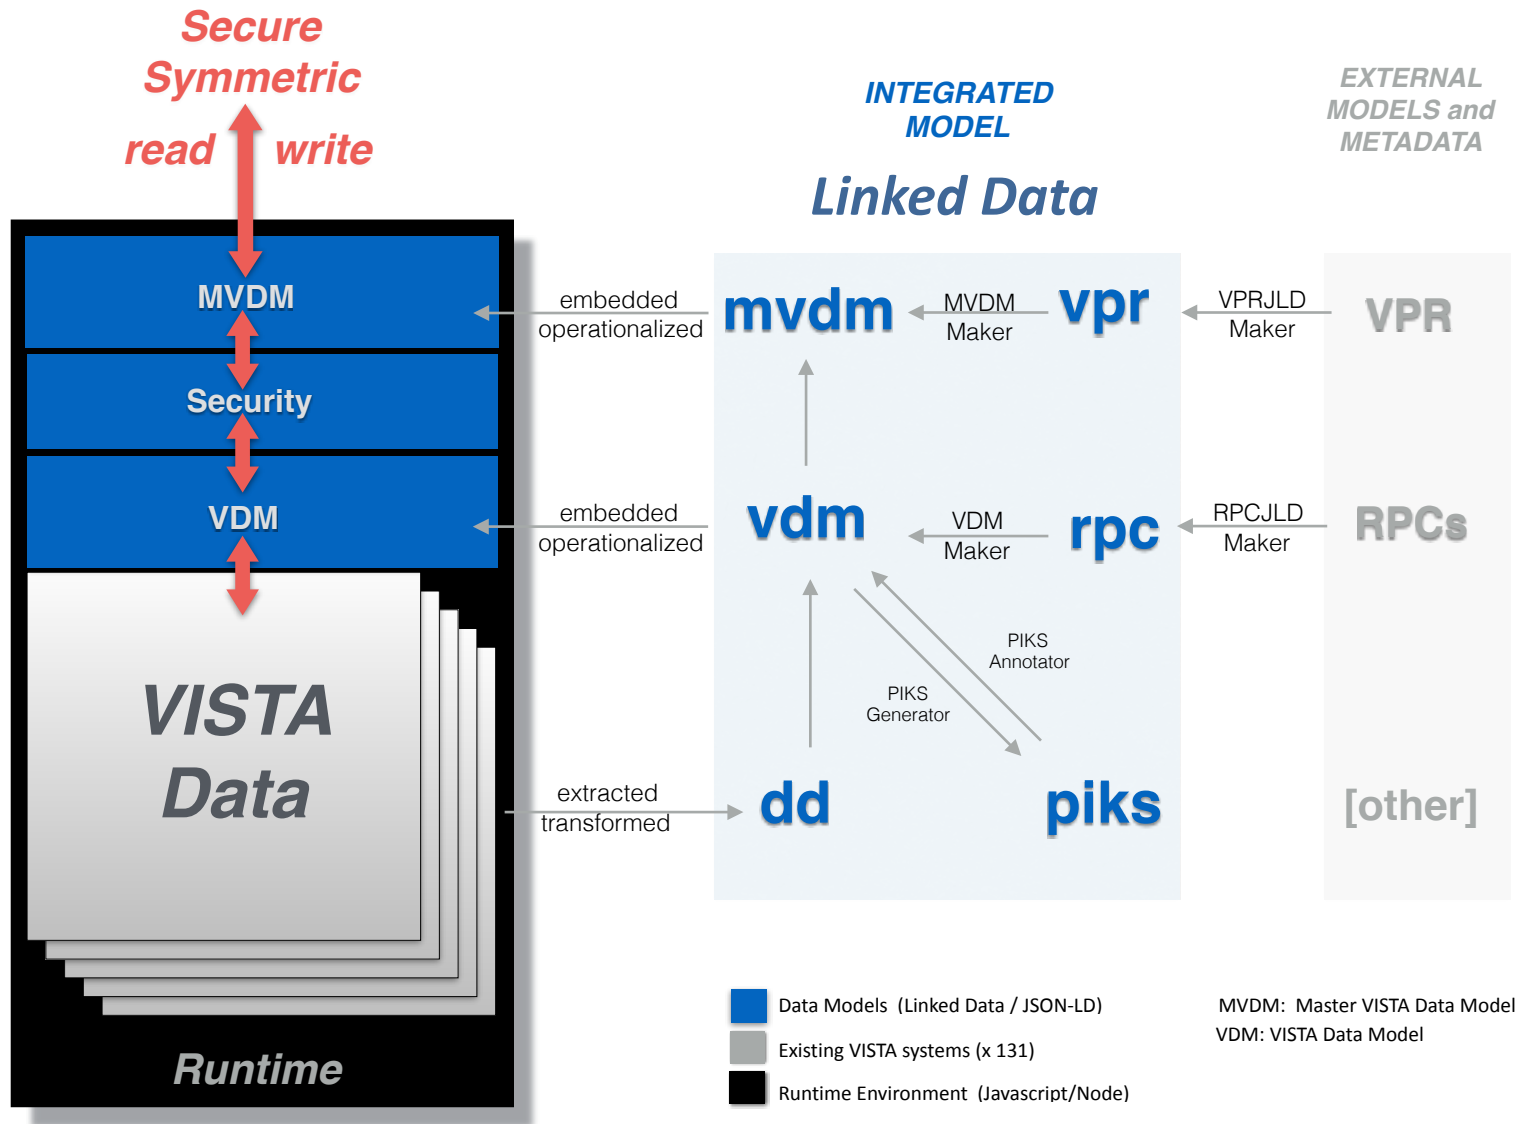 Secure
Symmetric
read write
INTEGRATED
MODEL
Linked Data
EXTERNAL
MODELS and
METADATA
MVDM
Security
VDM
VISTA
Data
Runtime
embedded
operationalized
embedded
operationalized
extracted
transformed
mvdm
MVDM
Maker
vpr
VPRJLD
Maker
VPR
vdm
VDM
Maker
rpc
RPCJLD
Maker
RPCs
PIKS
Annotator
PIKS
Generator
dd
piks
[other]
Data Models (Linked Data / JSON-LD)
Existing VISTA systems (x 131)
Runtime Environment (Javascript/Node)
MVDM: Master VISTA Data Model
VDM: VISTA Data Model